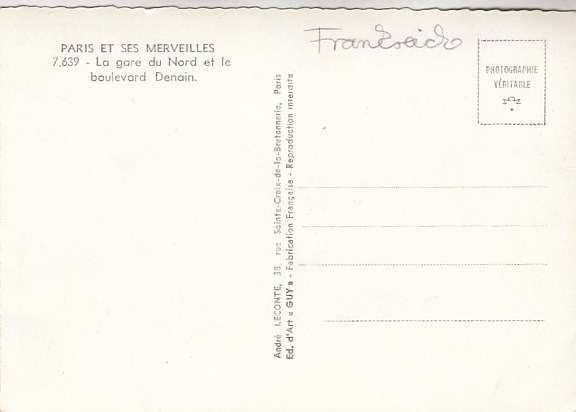 PARIS ET SES MERVEILLES
7.639 - La gare du Nord et le
boulevard Denain.
André LECONTE, 38, rue Sainte-Croix-de-la-Bretonnerie, Paris
Ed. d'Art « GUY » - Fabrication Française - Reproduction interdite
Frankreich
PHOTOGRAPHIE
VÉRITABLE